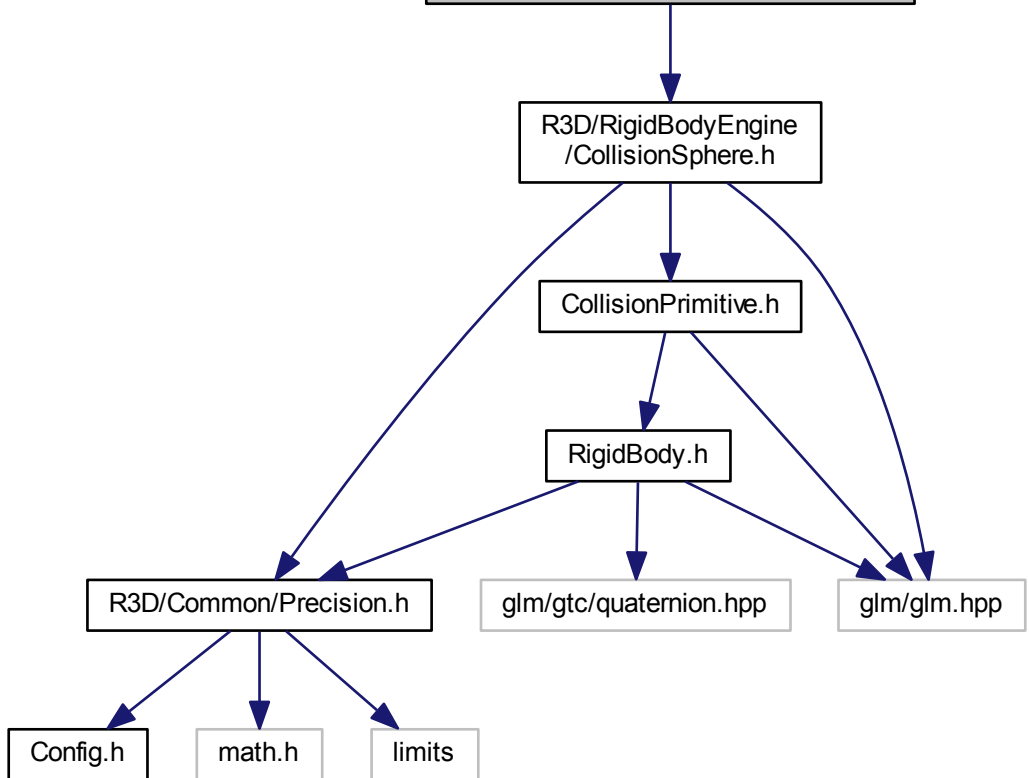 R3D/RigidBodyEngine
/CollisionSphere.h
CollisionPrimitive.h
RigidBody.h
R3D/Common/Precision.h
glm/gtc/quaternion.hpp
glm/glm.hpp
Config.h
math.h
limits